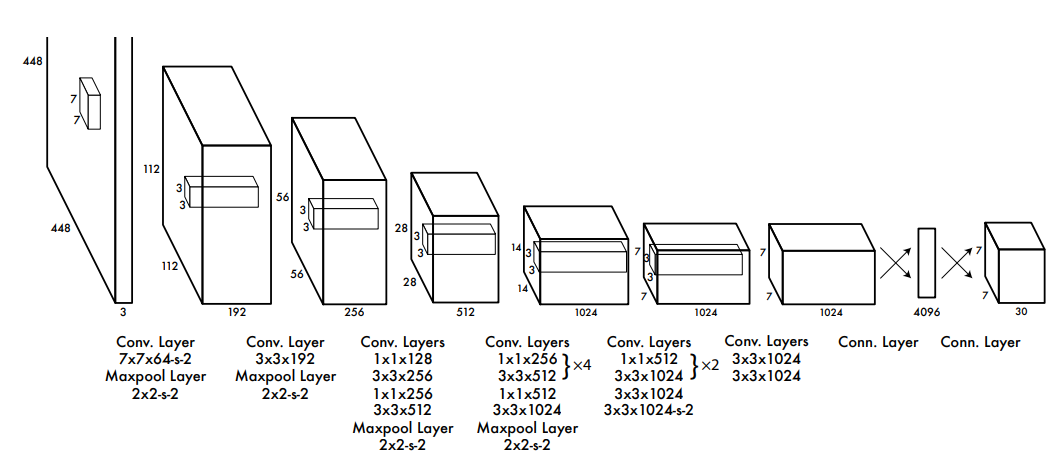 448
7
7
448
3
112
3
3
112
192
56
3
3
56
256
28
3
3
28
512
14
3
3
14
1024
7
3
3
7
1024
7
7
1024
4096
7
7
30
Conv. Layer
7x7x64-s-2
Maxpool Layer
2x2-s-2
Conv. Layer
3x3x192
Maxpool Layer
2x2-s-2
Conv. Layers
1x1x128
3x3x256
1x1x256
3x3x512
Maxpool Layer
2x2-s-2
Conv. Layers
1x1x256
3x3x512
}×4
1x1x512
3x3x1024
Maxpool Layer
2x2-s-2
Conv. Layers
1x1x512
3x3x1024
}×2
3x3x1024
3x3x1024-s-2
Conv. Layers
3x3x1024
3x3x1024
Conn. Layer
Conn. Layer